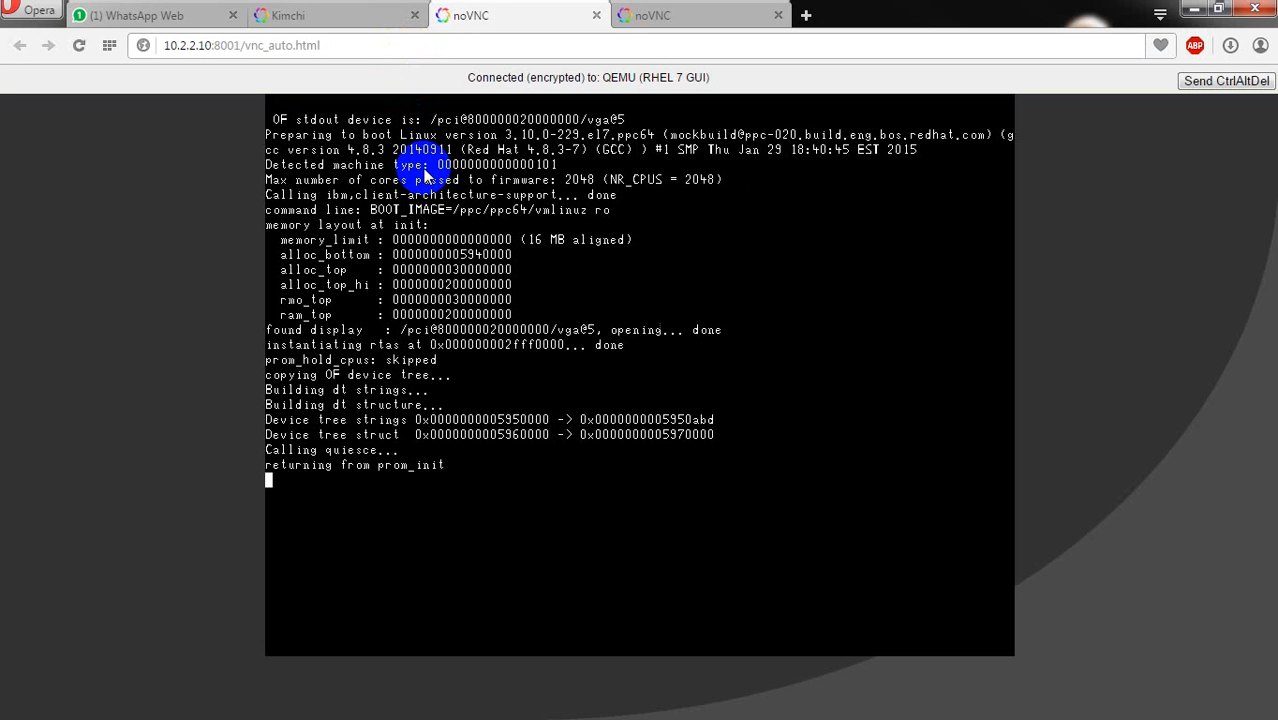 Opera
(1) WhatsApp Web
Kimchi
noVNC
noVNC
10.2.2.10:8001/vnc_auto.html
ABP
Connected (encrypted) to: QEMU (RHEL 7 GUI)
Send CtrlAltDel
OF stdout device is: /pci@800000020000000/vga@5
Preparing to boot Linux version 3.10.0-229.el7.ppc64 (mockbuild@ppc-020.build.eng.bos.redhat.com) (g
cc version 4.8.3 20140911 (Red Hat 4.8.3-7) (GCC) ) #1 SMP Thu Jan 29 18:40:45 EST 2015
Detected machine type: 0000000000000101
Max number of cores passed to firmware: 2048 (NR_CPUS = 2048)
Calling ibm,client-architecture-support... done
command line: BOOT_IMAGE=/ppc/ppc64/vmlinuz ro
memory layout at init:
memory_limit : 0000000000000000 (16 MB aligned)
alloc_bottom : 0000000005940000
alloc_top : 0000000030000000
alloc_top_hi : 0000000200000000
rmo_top : 0000000030000000
ram_top : 0000000200000000
found display : /pci@800000020000000/vga@5, opening... done
instantiating rtas at 0x000000002fff0000... done
prom_hold_cpus: skipped
copying OF device tree...
Building dt strings...
Building dt structure...
Device tree strings 0x0000000005950000 -> 0x0000000005950abd
Device tree struct 0x0000000005960000 -> 0x0000000005970000
Calling quiesce...
returning from prom_init